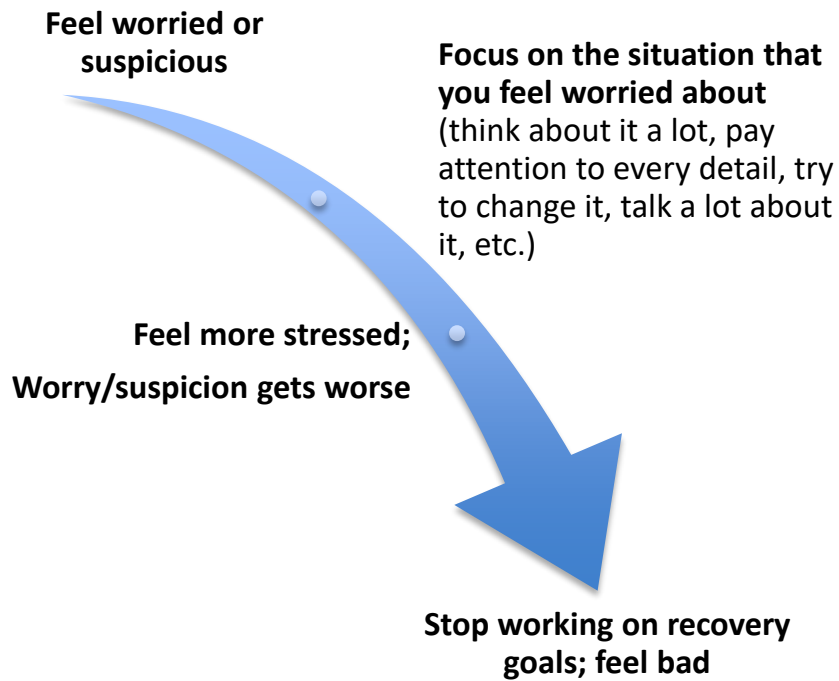 Feel worried or
suspicious
Focus on the situation that
you feel worried about
(think about it a lot, pay
attention to every detail, try
to change it, talk a lot about
it, etc.)
Feel more stressed;
Worry/suspicion gets worse
Stop working on recovery
goals; feel bad